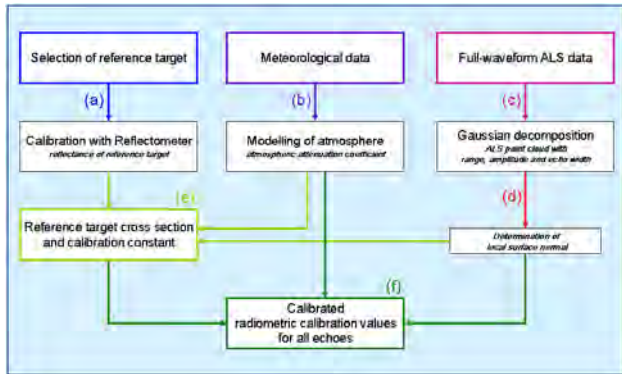 Selection of reference target
Meteorological data
Full-waveform ALS data
(a)
(b)
(c)
Calibration with Reflectometer
reflectance of reference target
Modelling of atmosphere
atmospheric attenuation coefficient
Gaussian decomposition
ALS point cloud with
range, amplitude and echo width
(e)
(d)
Reference target cross section
and calibration constant
Determination of
local surface normal
(f)
Calibrated
radiometric calibration values
for all echoes